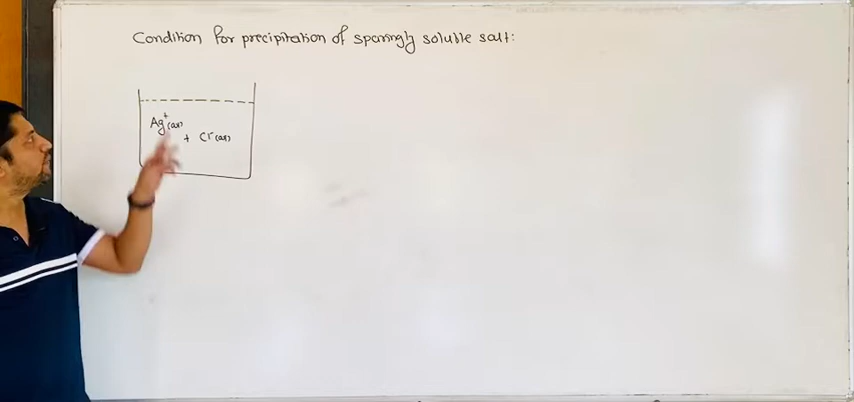 Condition for precipitation of sparingly soluble salt:
Ag⁺(aq)
+ Cl⁻(aq)